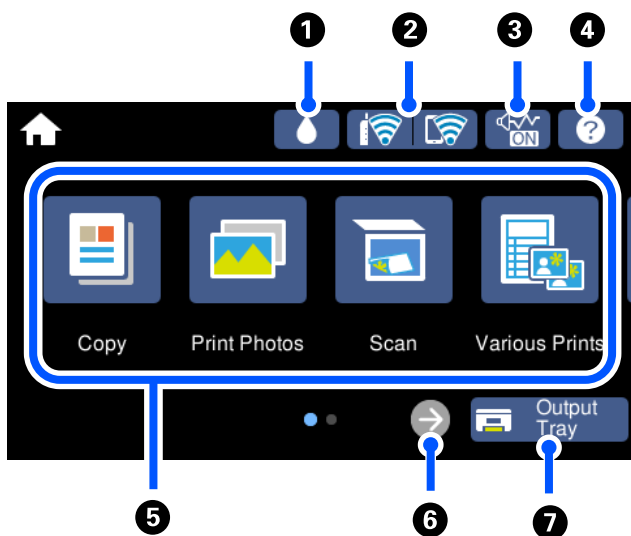 1 2 3 4
ON ?
Copy Print Photos Scan Various Prints
Output
Tray
5 6 7